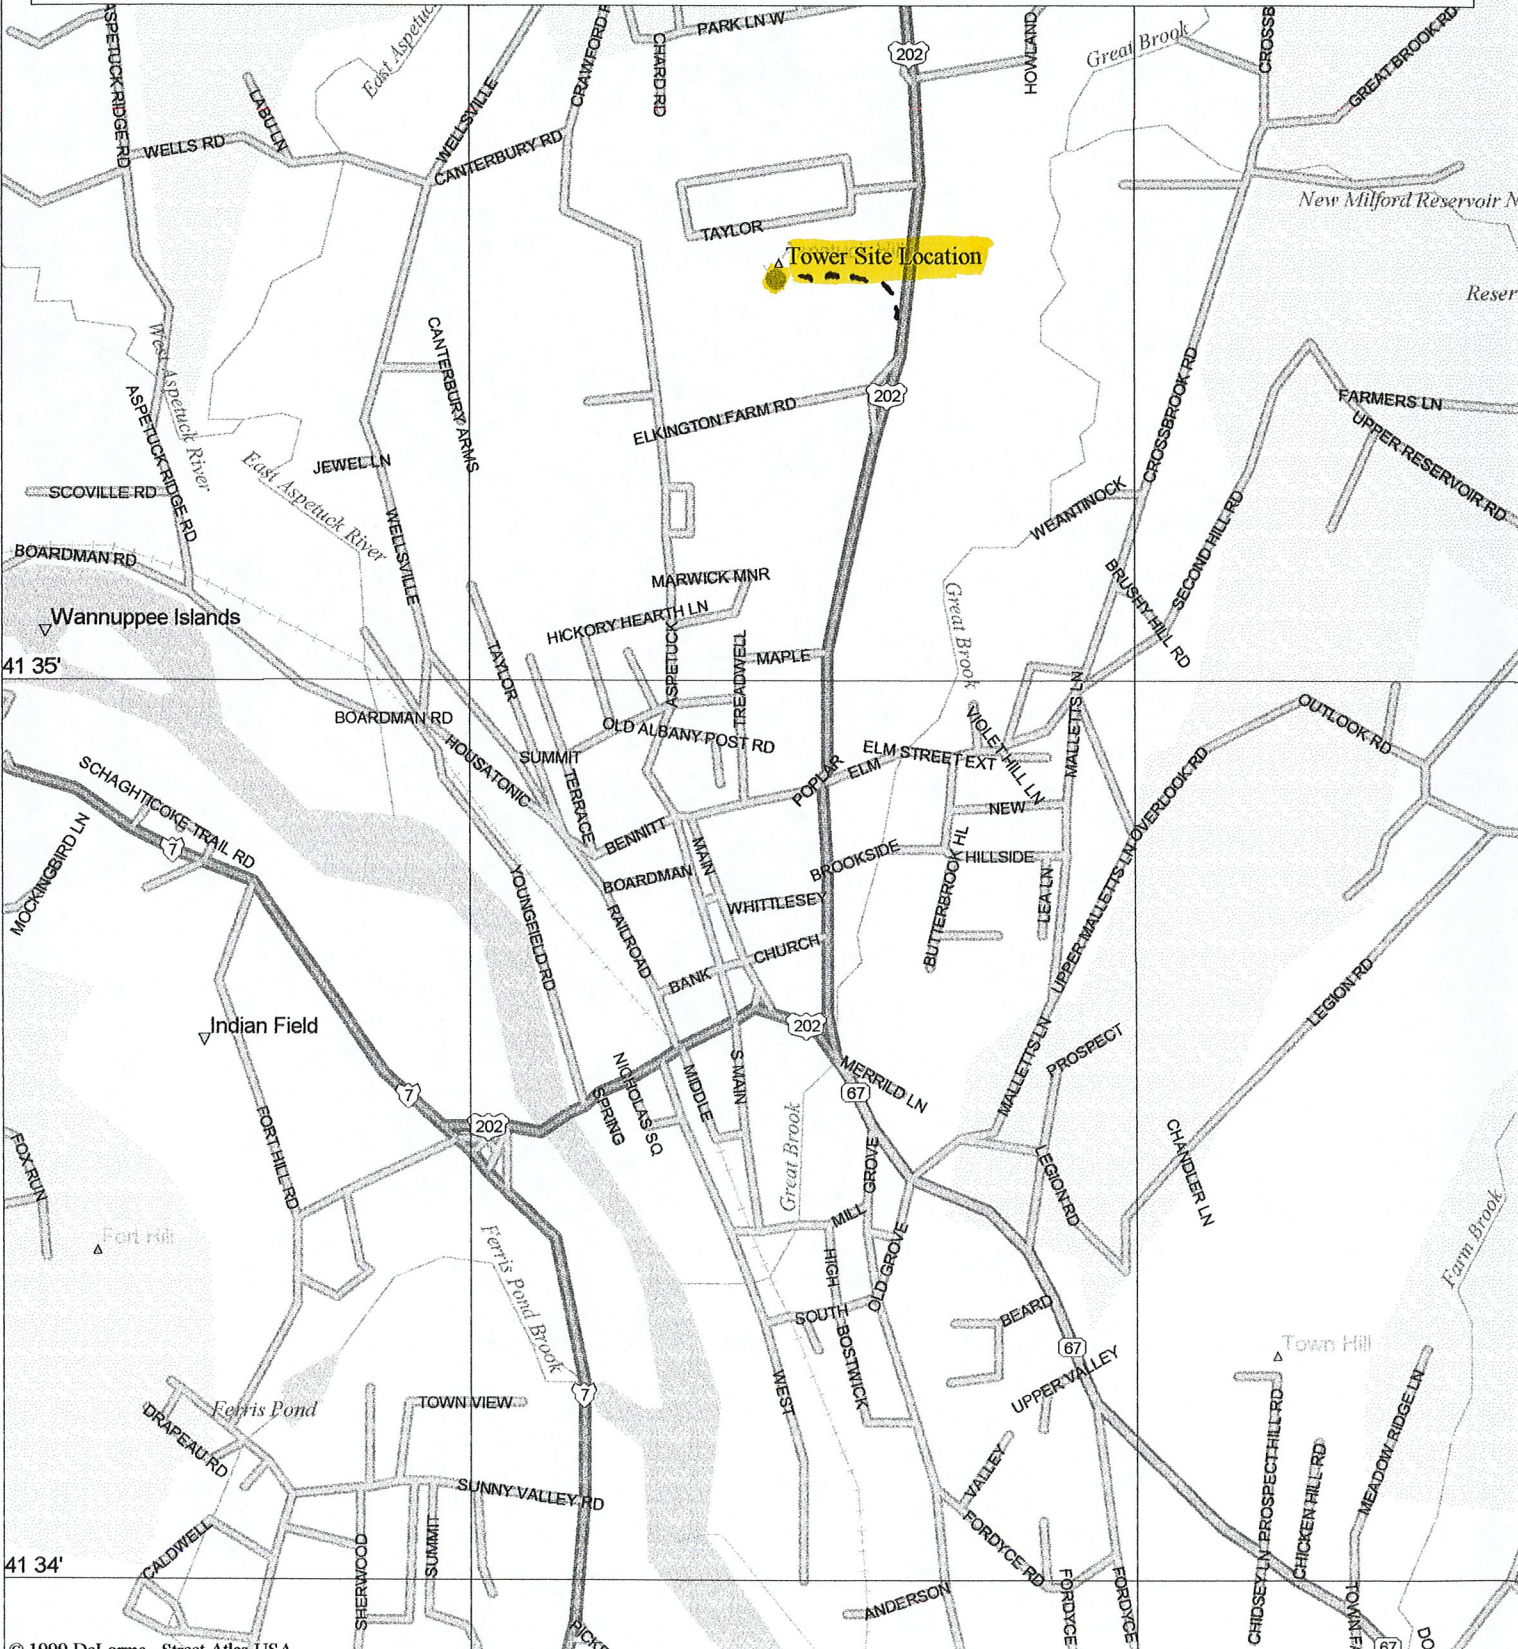 PARK LN W
202
ASPETUCK RIDGE RD
East Aspetuck
WELLSVILLE
CHARD RD
HOWLAND
Great Brook
GREAT BROOK RD
LABU LN
WELLS RD
CANTERBURY RD
New Milford Reservoir N
TAYLOR
Tower Site Location
West Aspetuck River
CANTERBURY ARMS
CROSSBROOK RD
202
FARMERS LN
ELKINGTON FARM RD
UPPER RESERVOIR RD
ASPETUCK RIDGE RD
JEWEL LN
East Aspetuck River
SCOVILLE RD
WEANTINOCK
WELLSVILLE
SECOND HILL RD
BOARDMAN RD
MARWICK MNR
BRUSHY HILL RD
Wannuppee Islands
HICKORY HEARTH LN
Great Brook
41 35'
TAYLOR
ASPETUCK
TREADWELL
MAPLE
BOARDMAN RD
OLD ALBANY POST RD
VIOLET HILL LN
MALLETTS LN
OUTLOOK RD
HOUSATONIC
SUMMIT
ELM STREET EXT
ELM
POPLAR
SCHAGHTICOKE TRAIL RD
TERRACE
OVERLOOK RD
NEW
MOCKINGBIRD LN
7
BENNITT
MAIN
BROOKSIDE
BUTTERBROOK HL
HILLSIDE
YOUNGFIELD RD
BOARDMAN
WHITTLESEY
LEA LN
UPPER MALLETTS LN
RAILROAD
CHURCH
BANK
LEGION RD
Indian Field
202
MALLETTS LN
PROSPECT
7
NICHOLAS SQ
MIDDLE
S MAIN
MERRILD LN
67
SPRING
202
FOX RUN
FORT HILL RD
Great Brook
GROVE
LEGION RD
CHANDLER LN
Fort Hill
Ferris Pond Brook
MILL
HIGH
OLD GROVE
Farm Brook
SOUTH
BOSTWICK
BEARD
67
Town Hill
7
WEST
UPPER VALLEY
TOWN VIEW
Ferris Pond
DRAPEAU RD
MEADOW RIDGE LN
PROSPECT HILL RD
CHICKEN HILL RD
VALLEY
SUNNY VALLEY RD
FORDYCE RD
CALDWELL
SHERWOOD
SUMMIT
41 34'
FORDYCE
FORDYCE
CHIDSEY LN
ANDERSON
67
© 1999 DeLorme. Street Atlas USA